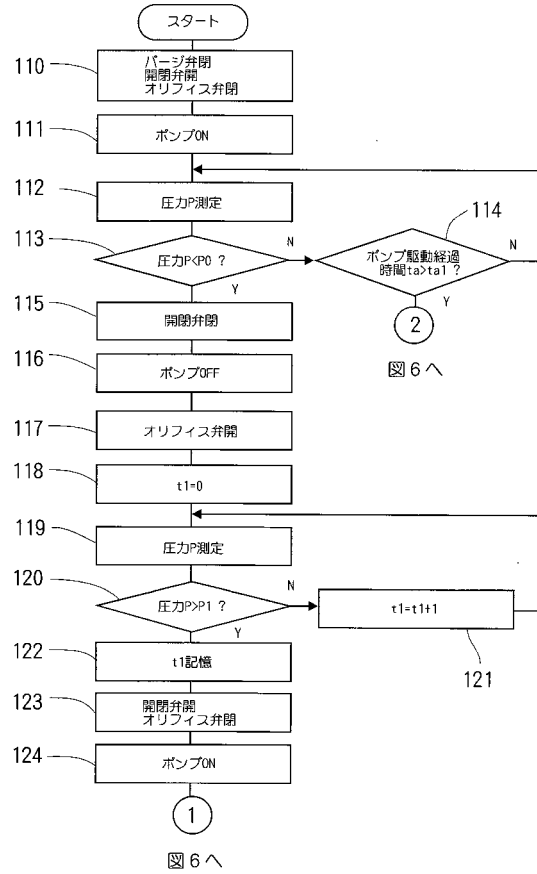 スタート
110
パージ弁閉
開閉弁開
オリフィス弁閉
111
ポンプON
112
圧力P測定
113
圧力P<P0 ?
N
Y
114
ポンプ駆動経過
時間ta>ta1 ?
N
Y
2
図6へ
115
開閉弁閉
116
ポンプOFF
117
オリフィス弁開
118
t1=0
119
圧力P測定
120
圧力P>P1 ?
N
Y
t1=t1+1
121
122
t1記憶
123
開閉弁開
オリフィス弁閉
124
ポンプON
1
図6へ